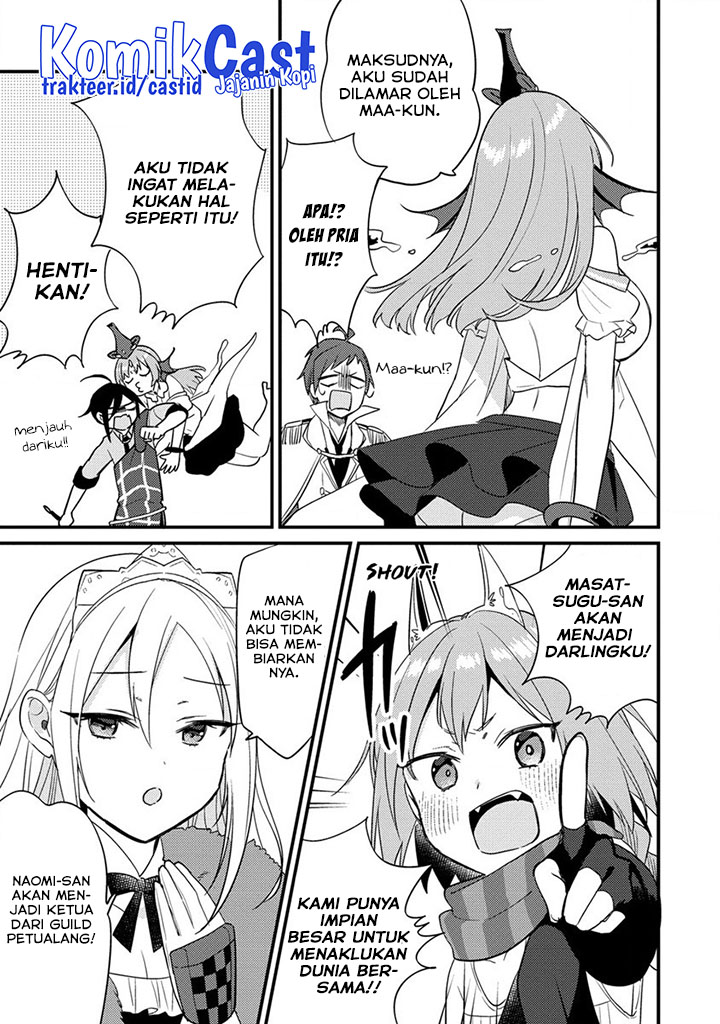 KomikCast
trakteer.id/castid
Jajanin Kopi
MAKSUDNYA,
AKU SUDAH
DILAMAR OLEH
MAA-KUN.
APA!?
OLEH PRIA
ITU!?
Maa-kun!?
AKU TIDAK
INGAT MELA-
KUKAN HAL
SEPERTI ITU!
HENTI-
KAN!
menjauh
dariku!!
SHOUT!
MASAT-
SUGU-SAN
AKAN
MENJADI
DARLINGKU!
KAMI PUNYA
IMPIAN
BESAR UNTUK
MENAKLUKAN
DUNIA BER-
SAMA!!
MANA
MUNGKIN,
AKU TIDAK
BISA MEM-
BIARKAN
NYA.
NAOMI-SAN
AKAN MEN-
JADI KETUA
DARI GUILD
PETUALANG!